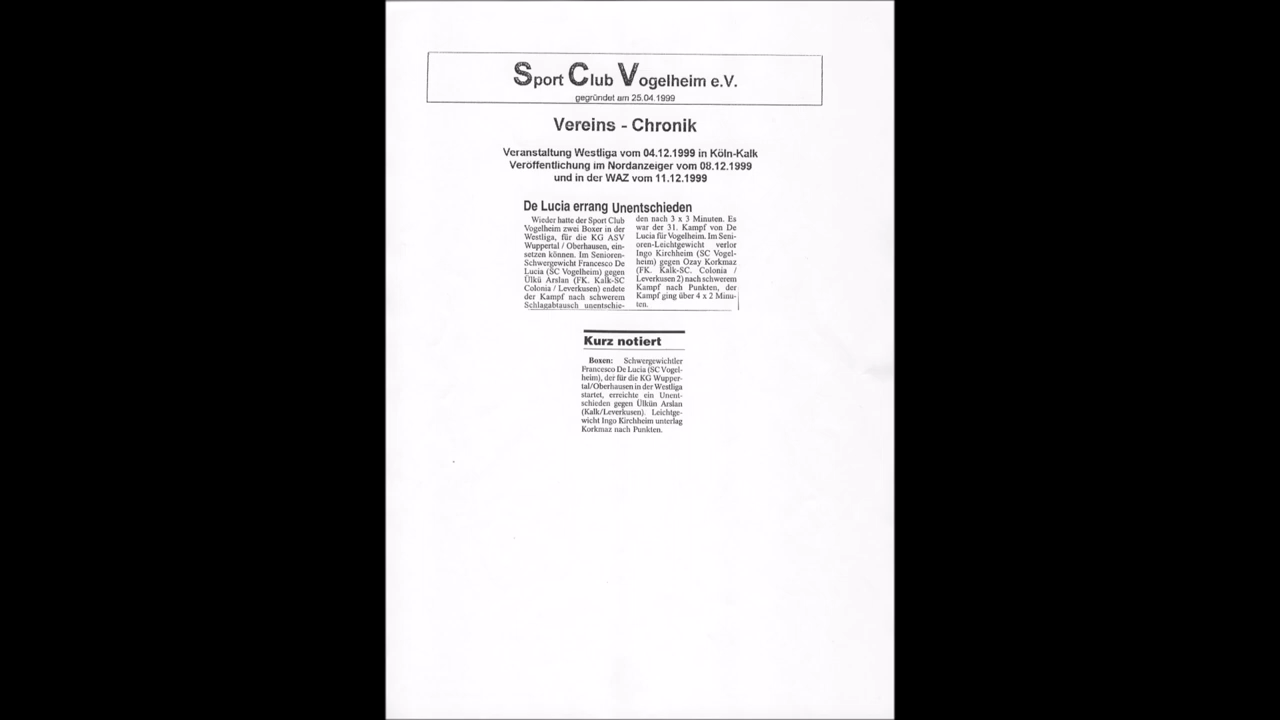 Sport Club Vogelheim e.V.
gegründet am 25.04.1999
Vereins - Chronik
Veranstaltung Westliga vom 04.12.1999 in Köln-Kalk
Veröffentlichung im Nordanzeiger vom 08.12.1999
und in der WAZ vom 11.12.1999
De Lucia errang Unentschieden
Wieder hatte der Sport Club
Vogelheim zwei Boxer in der
Westliga, für die KG ASV
Wuppertal / Oberhausen, ein-
setzen können. Im Senioren-
Schwergewicht Francesco De
Lucia (SC Vogelheim) gegen
Ülkü Arslan (FK. Kalk-SC
Colonia / Leverkusen) endete
der Kampf nach schwerem
Schlagabtausch unentschie-
den nach 3 x 3 Minuten. Es
war der 31. Kampf von De
Lucia für Vogelheim. Im Seni-
oren-Leichtgewicht verlor
Ingo Kirchheim (SC Vogel-
heim) gegen Ozay Korkmaz
(FK. Kalk-SC. Colonia /
Leverkusen 2) nach schwerem
Kampf nach Punkten, der
Kampf ging über 4 x 2 Minu-
ten.
Kurz notiert
Boxen: Schwergewichtler
Francesco De Lucia (SC Vogel-
heim), der für die KG Wupper-
tal/Oberhausen in der Westliga
startet, erreichte ein Unent-
schieden gegen Ülkün Arslan
(Kalk/Leverkusen). Leichtge-
wicht Ingo Kirchheim unterlag
Korkmaz nach Punkten.